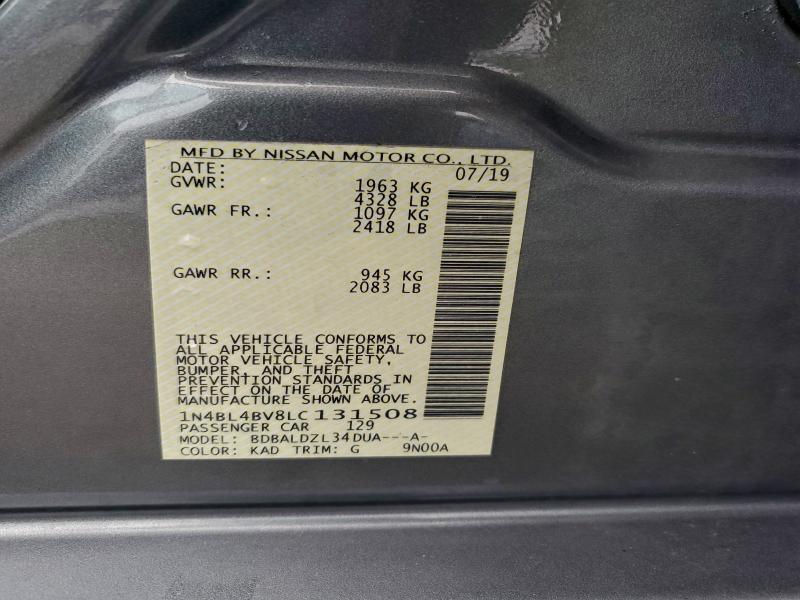 MFD BY NISSAN MOTOR CO., LTD.
DATE: 07/19
GVWR: 1963 KG
4328 LB
GAWR FR.: 1097 KG
2418 LB
GAWR RR.: 945 KG
2083 LB
THIS VEHICLE CONFORMS TO
ALL APPLICABLE FEDERAL
MOTOR VEHICLE SAFETY,
BUMPER, AND THEFT
PREVENTION STANDARDS IN
EFFECT ON THE DATE OF
MANUFACTURE SHOWN ABOVE.
1N4BL4BV8LC131508
PASSENGER CAR 129
MODEL: BDBALDZL34DUA---A-
COLOR: KAD TRIM: G 9N00A